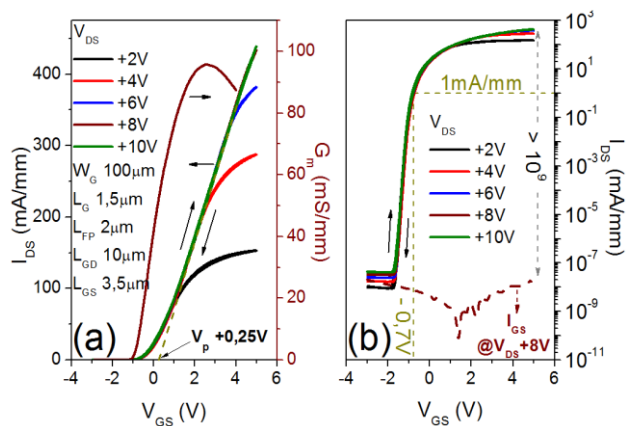 V_DS
+2V
+4V
+6V
+8V
+10V
W_G 100µm
L_G 1,5µm
L_FP 2µm
L_GD 10µm
L_GS 3,5µm
(a)
V_p +0,25V
400
300
200
100
0
I_DS (mA/mm)
100
80
60
40
20
0
G_m (mS/mm)
-2 0 2 4 6
V_GS (V)
1mA/mm
V_DS
+2V
+4V
+6V
+8V
+10V
> 10^9
(b)
-0,7V
I_GS
@V_DS+8V
10^3
10^1
10^-1
10^-3
10^-5
10^-7
10^-9
10^-11
I_DS (mA/mm)
-4 0 4
V_GS (V)